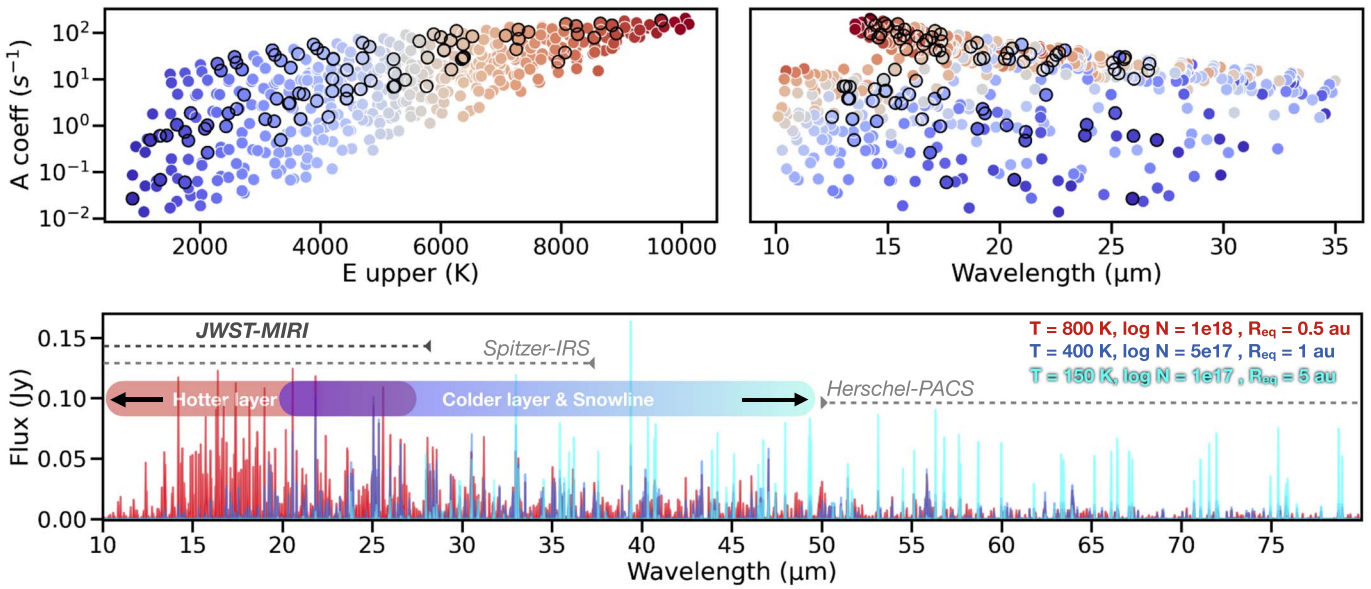 A coeff (s⁻¹)
10²
10¹
10⁰
10⁻¹
10⁻²
2000 4000 6000 8000 10000
E upper (K)
10 15 20 25 30 35
Wavelength (μm)
Flux (Jy)
0.15
0.10
0.05
0.00
JWST-MIRI
Spitzer-IRS
Herschel-PACS
Hotter layer
Colder layer & Snowline
T = 800 K, log N = 1e18 , Req = 0.5 au
T = 400 K, log N = 5e17 , Req = 1 au
T = 150 K, log N = 1e17 , Req = 5 au
10 15 20 25 30 35 40 45 50 55 60 65 70 75
Wavelength (μm)